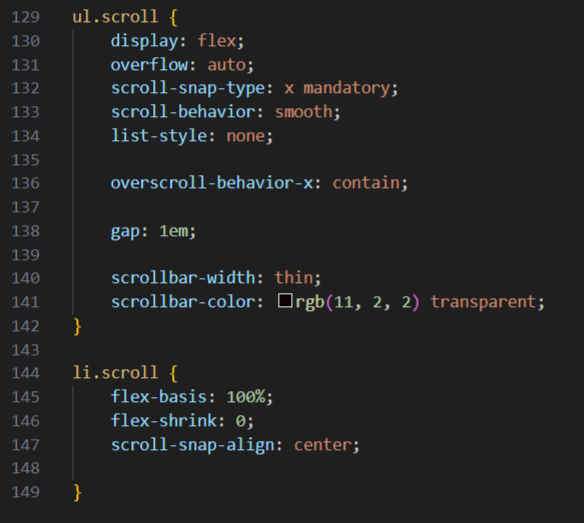 129 ul.scroll {
130 display: flex;
131 overflow: auto;
132 scroll-snap-type: x mandatory;
133 scroll-behavior: smooth;
134 list-style: none;
135
136 overscroll-behavior-x: contain;
137
138 gap: 1em;
139
140 scrollbar-width: thin;
141 scrollbar-color: rgb(11, 2, 2) transparent;
142 }
143
144 li.scroll {
145 flex-basis: 100%;
146 flex-shrink: 0;
147 scroll-snap-align: center;
148
149 }